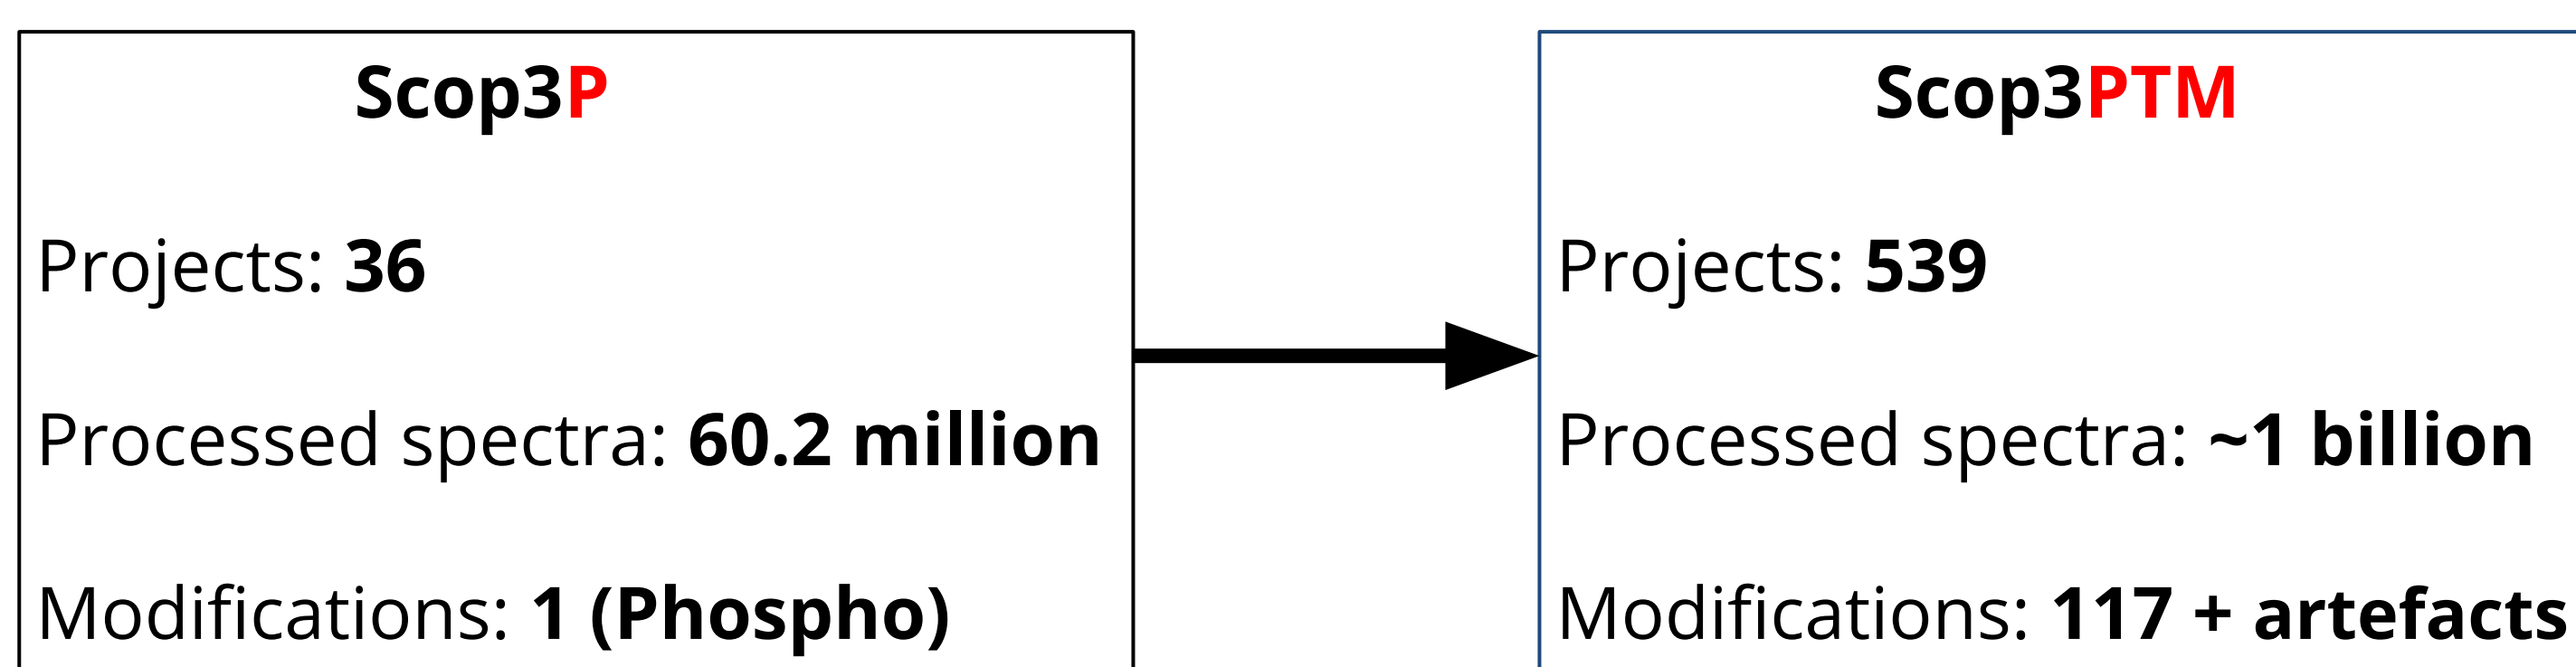 Scop3P
Projects: 36
Processed spectra: 60.2 million
Modifications: 1 (Phospho)
Scop3PTM
Projects: 539
Processed spectra: ~1 billion
Modifications: 117 + artefacts